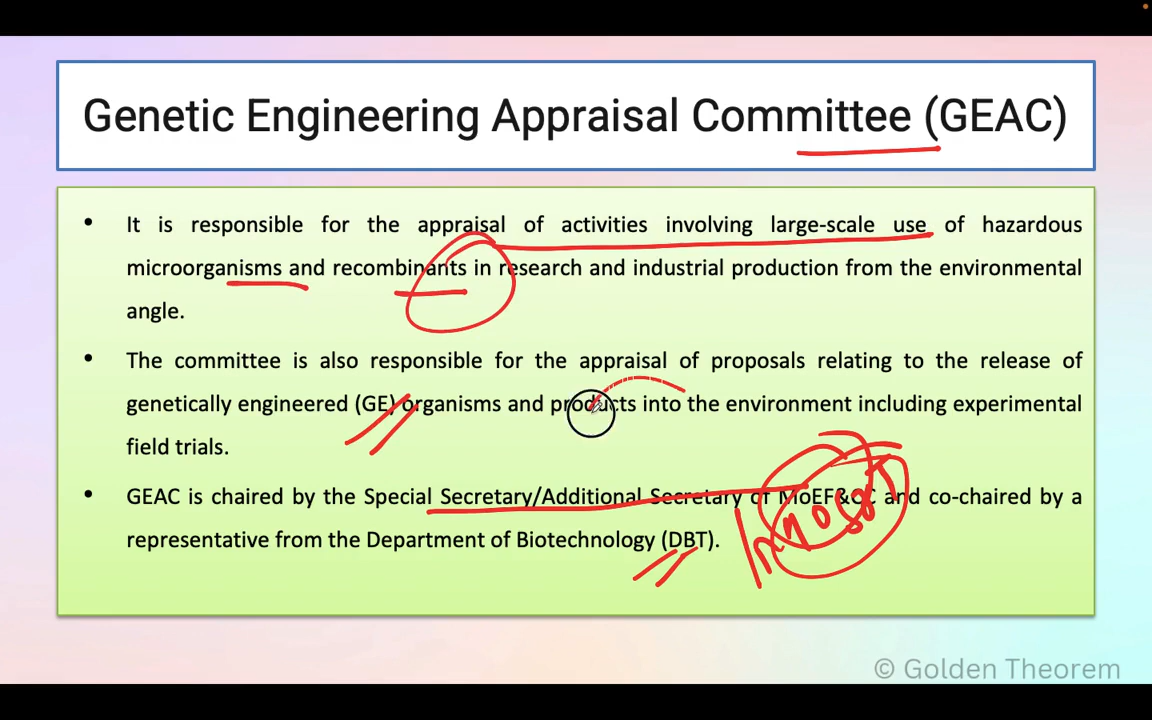 Genetic Engineering Appraisal Committee (GEAC)
• It is responsible for the appraisal of activities involving large-scale use of hazardous
microorganisms and recombinants in research and industrial production from the environmental
angle.
• The committee is also responsible for the appraisal of proposals relating to the release of
genetically engineered (GE) organisms and products into the environment including experimental
field trials.
• GEAC is chaired by the Special Secretary/Additional Secretary of MoEF&CC and co-chaired by a
representative from the Department of Biotechnology (DBT).
© Golden Theorem